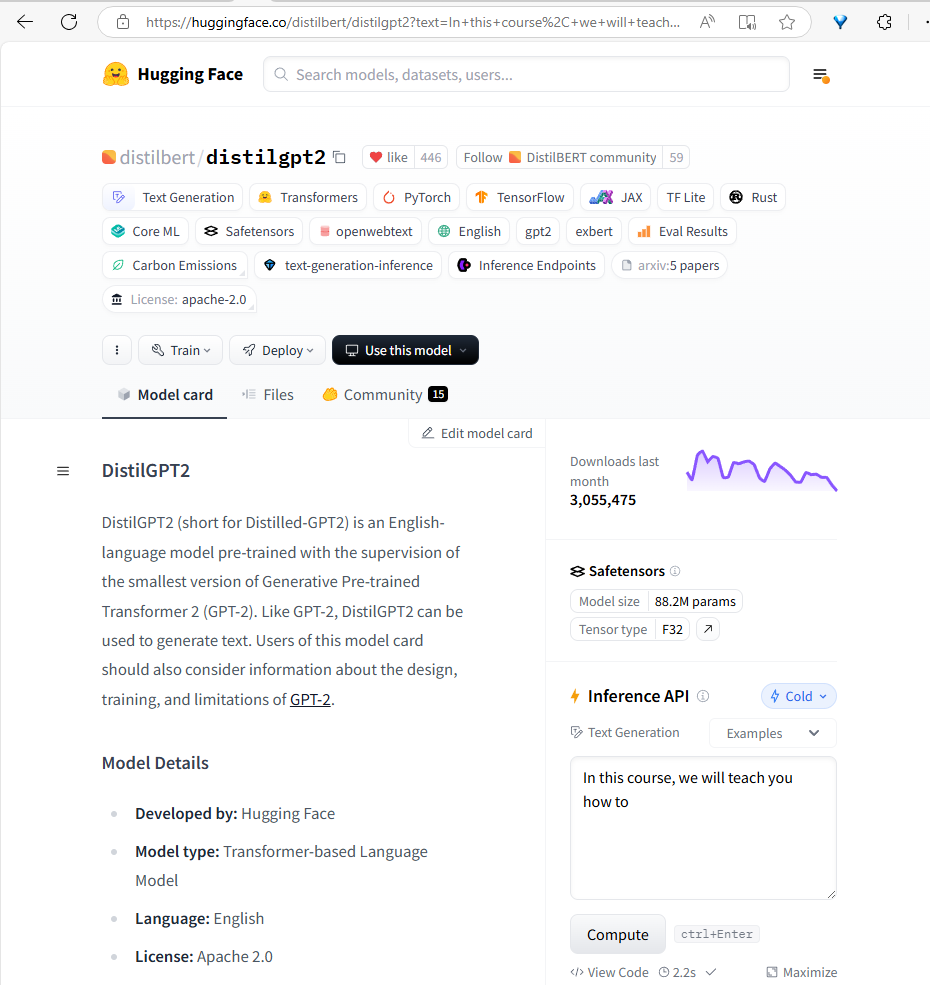 https://huggingface.co/distilbert/distilgpt2?text=In+this+course%2C+we+will+teach...
Hugging Face
Search models, datasets, users...
distilbert/distilgpt2
like 446
Follow DistilBERT community 59
Text Generation Transformers PyTorch TensorFlow JAX TF Lite Rust
Core ML Safetensors openwebtext English gpt2 exbert Eval Results
Carbon Emissions text-generation-inference Inference Endpoints arxiv:5 papers
License: apache-2.0
Train Deploy Use this model
Model card Files Community 15
Edit model card
DistilGPT2
DistilGPT2 (short for Distilled-GPT2) is an English-
language model pre-trained with the supervision of
the smallest version of Generative Pre-trained
Transformer 2 (GPT-2). Like GPT-2, DistilGPT2 can be
used to generate text. Users of this model card
should also consider information about the design,
training, and limitations of GPT-2.
Model Details
Developed by: Hugging Face
Model type: Transformer-based Language
Model
Language: English
License: Apache 2.0
Downloads last
month
3,055,475
Safetensors
Model size 88.2M params
Tensor type F32
Inference API Cold
Text Generation Examples
In this course, we will teach you
how to
Compute ctrl+Enter
View Code 2.2s Maximize